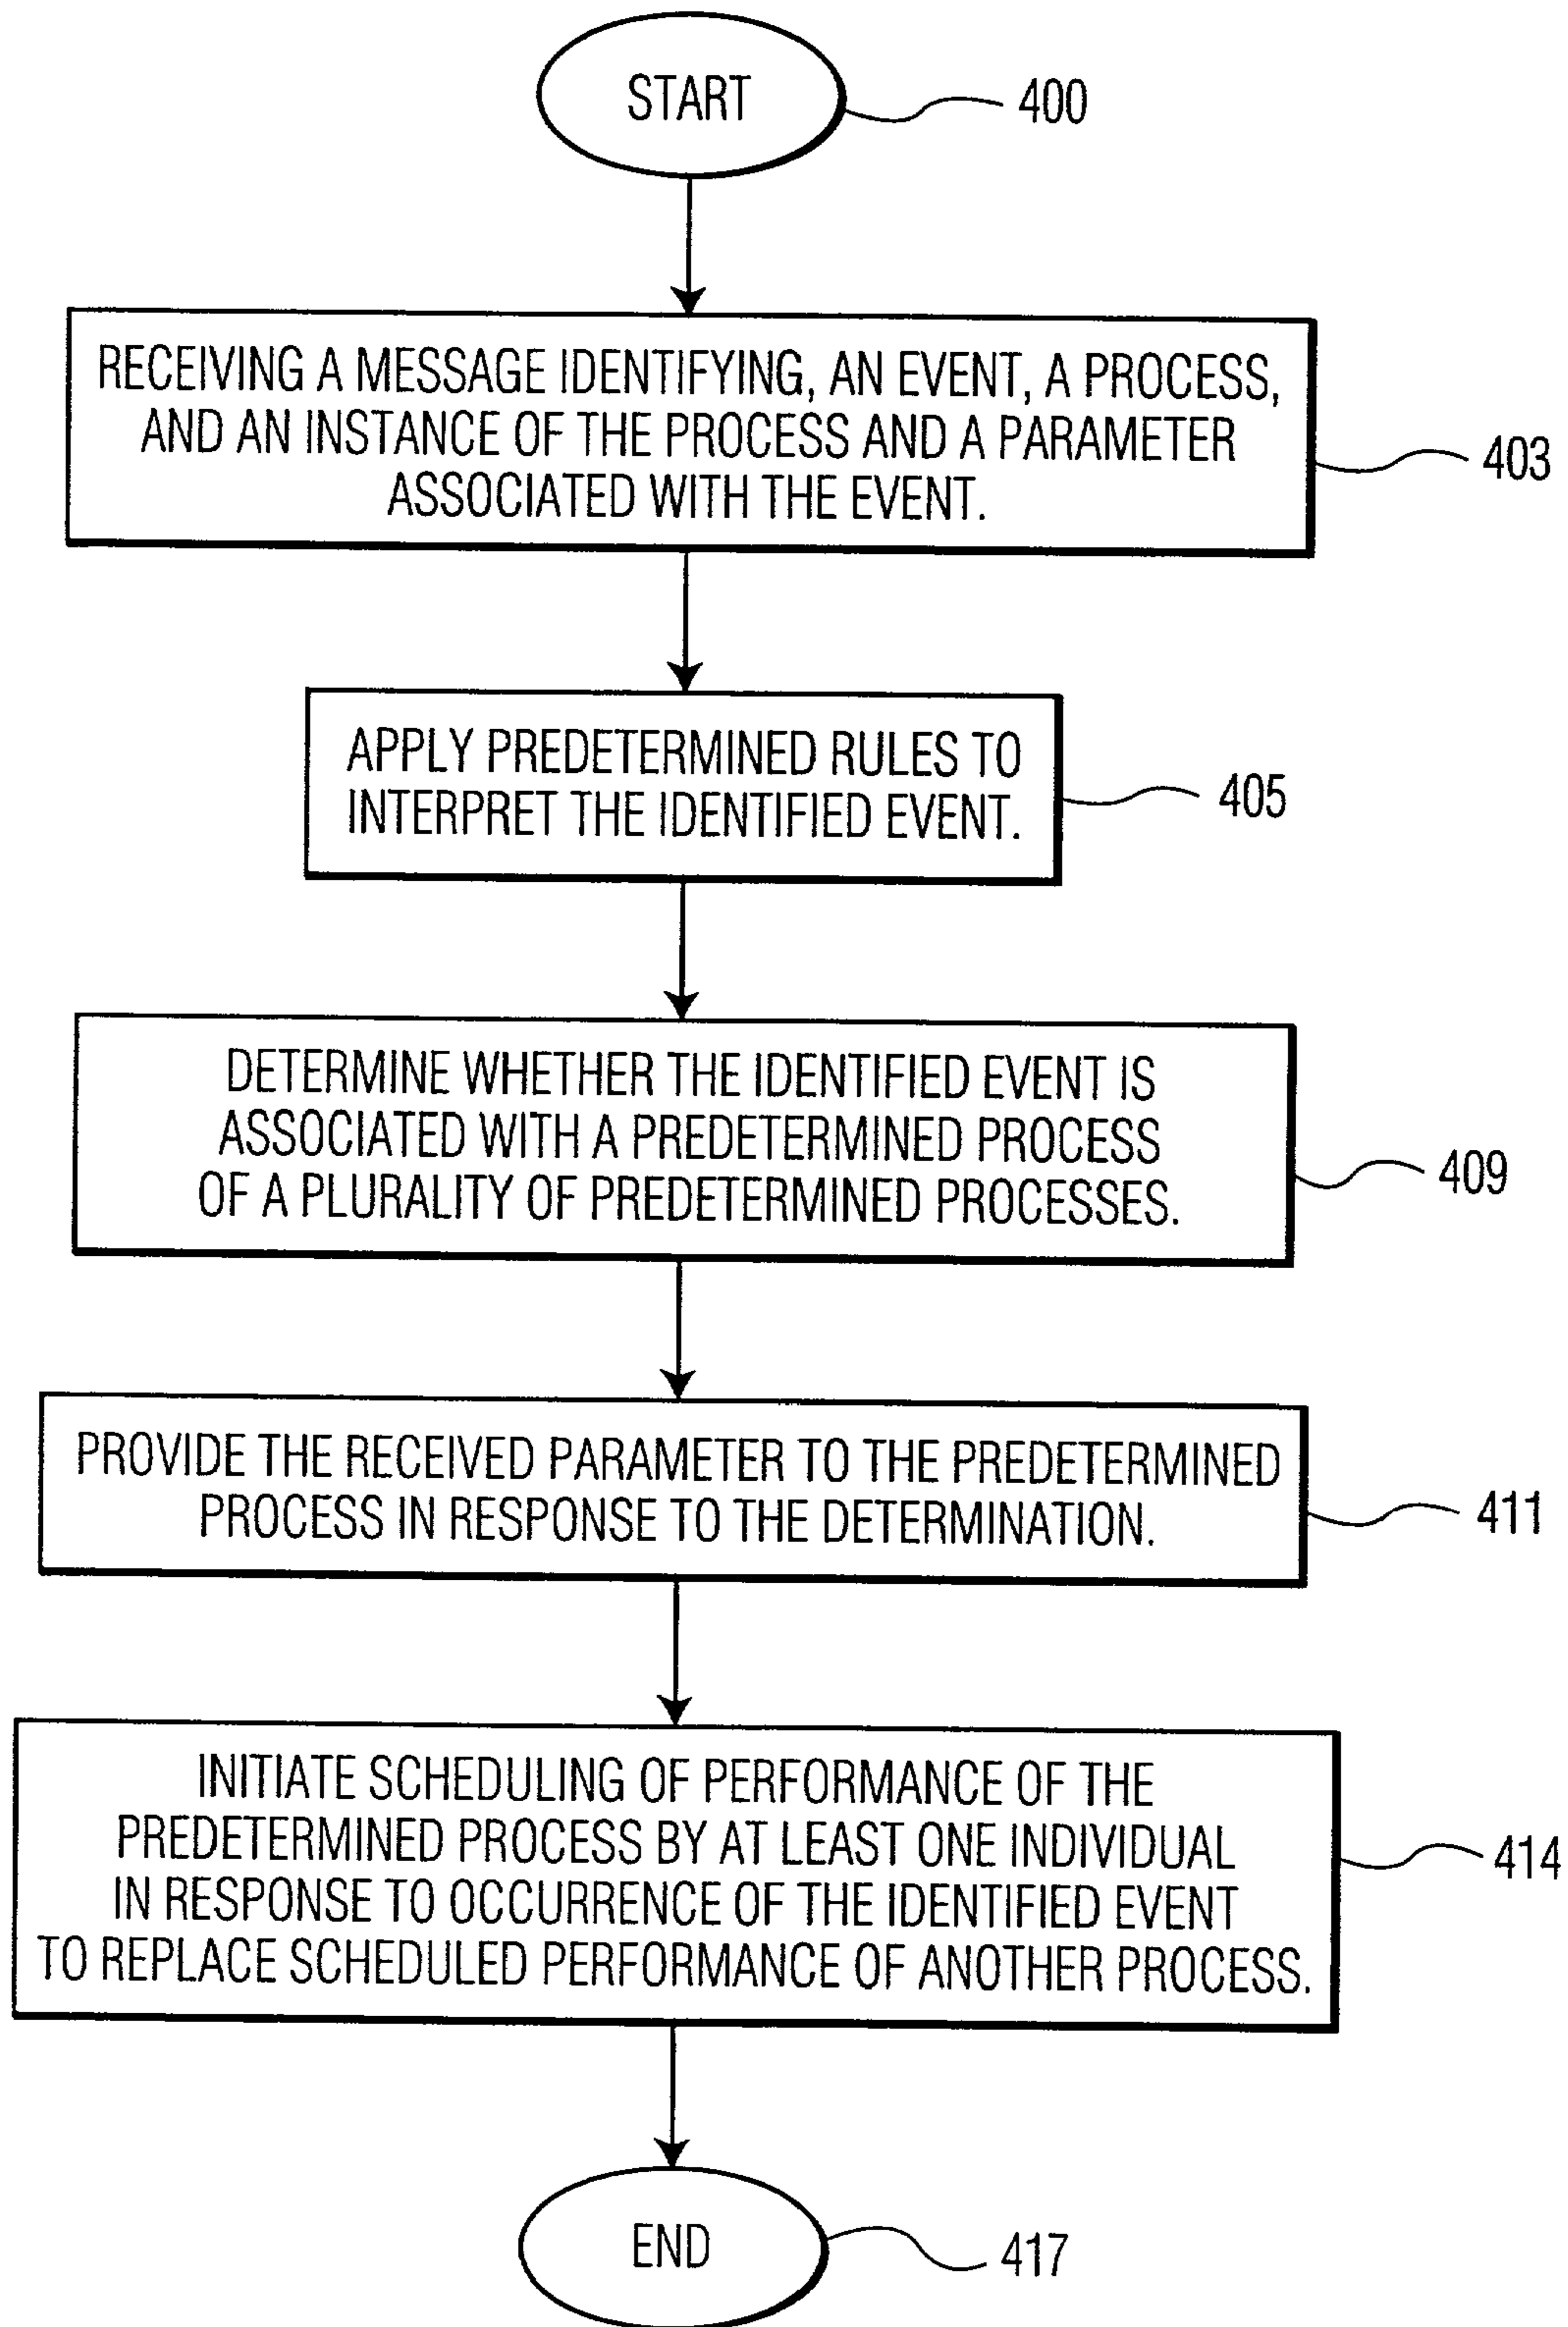 START
400
RECEIVING A MESSAGE IDENTIFYING, AN EVENT, A PROCESS,
AND AN INSTANCE OF THE PROCESS AND A PARAMETER
ASSOCIATED WITH THE EVENT.
403
APPLY PREDETERMINED RULES TO
INTERPRET THE IDENTIFIED EVENT.
405
DETERMINE WHETHER THE IDENTIFIED EVENT IS
ASSOCIATED WITH A PREDETERMINED PROCESS
OF A PLURALITY OF PREDETERMINED PROCESSES.
409
PROVIDE THE RECEIVED PARAMETER TO THE PREDETERMINED
PROCESS IN RESPONSE TO THE DETERMINATION.
411
INITIATE SCHEDULING OF PERFORMANCE OF THE
PREDETERMINED PROCESS BY AT LEAST ONE INDIVIDUAL
IN RESPONSE TO OCCURRENCE OF THE IDENTIFIED EVENT
TO REPLACE SCHEDULED PERFORMANCE OF ANOTHER PROCESS.
414
END
417